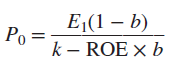 P₀ = E₁(1 − b) / (k − ROE × b)